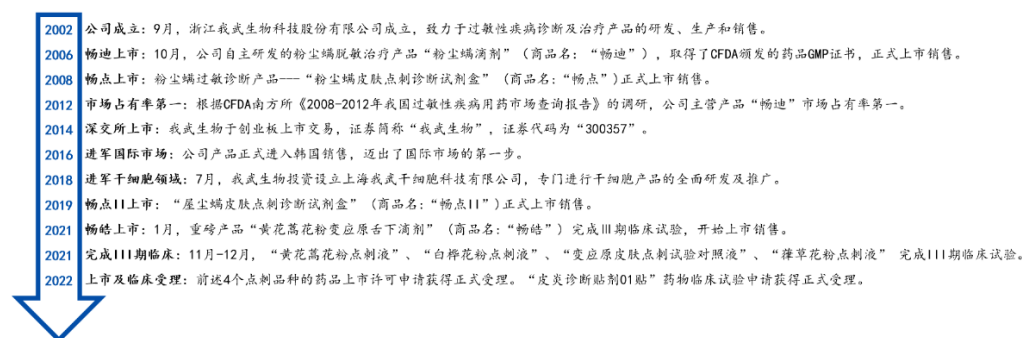 2002 公司成立：9月，浙江我武生物科技股份有限公司成立，致力于过敏性疾病诊断及治疗产品的研发、生产和销售。
2006 畅迪上市：10月，公司自主研发的粉尘螨脱敏治疗产品“粉尘螨滴剂”（商品名：“畅迪”），取得了CFDA颁发的药品GMP证书，正式上市销售。
2008 畅点上市：粉尘螨过敏诊断产品---“粉尘螨皮肤点刺诊断试剂盒”（商品名:“畅点”)正式上市销售。
2012 市场占有率第一：根据CFDA南方所《2008-2012年我国过敏性疾病用药市场查询报告》的调研，公司主营产品“畅迪”市场占有率第一。
2014 深交所上市：我武生物于创业板上市交易，证券简称“我武生物”，证券代码为“300357”。
2016 进军国际市场：公司产品正式进入韩国销售，迈出了国际市场的第一步。
2018 进军干细胞领域：7月，我武生物投资设立上海我武干细胞科技有限公司，专门进行干细胞产品的全面研发及推广。
2019 畅点II上市：“屋尘螨皮肤点刺诊断试剂盒”（商品名:“畅点II”)正式上市销售。
2021 畅皓上市：1月，重磅产品“黄花蒿花粉变应原舌下滴剂”（商品名：“畅皓”）完成Ⅲ期临床试验，开始上市销售。
2021 完成III期临床：11月-12月，“黄花蒿花粉点刺液”、“白桦花粉点刺液”、“变应原皮肤点刺试验对照液”、“葎草花粉点刺液” 完成III期临床试验。
2022 上市及临床受理：前述4个点刺品种的药品上市许可申请获得正式受理。“皮炎诊断贴剂01贴”药物临床试验申请获得正式受理。